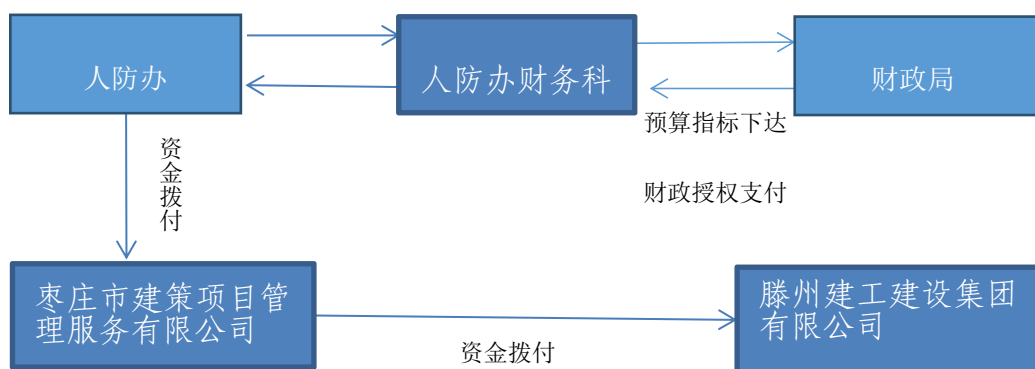 人防办
人防办财务科
财政局
预算指标下达
资金拨付
财政授权支付
枣庄市建策项目管
理服务有限公司
滕州建工建设集团
有限公司
资金拨付